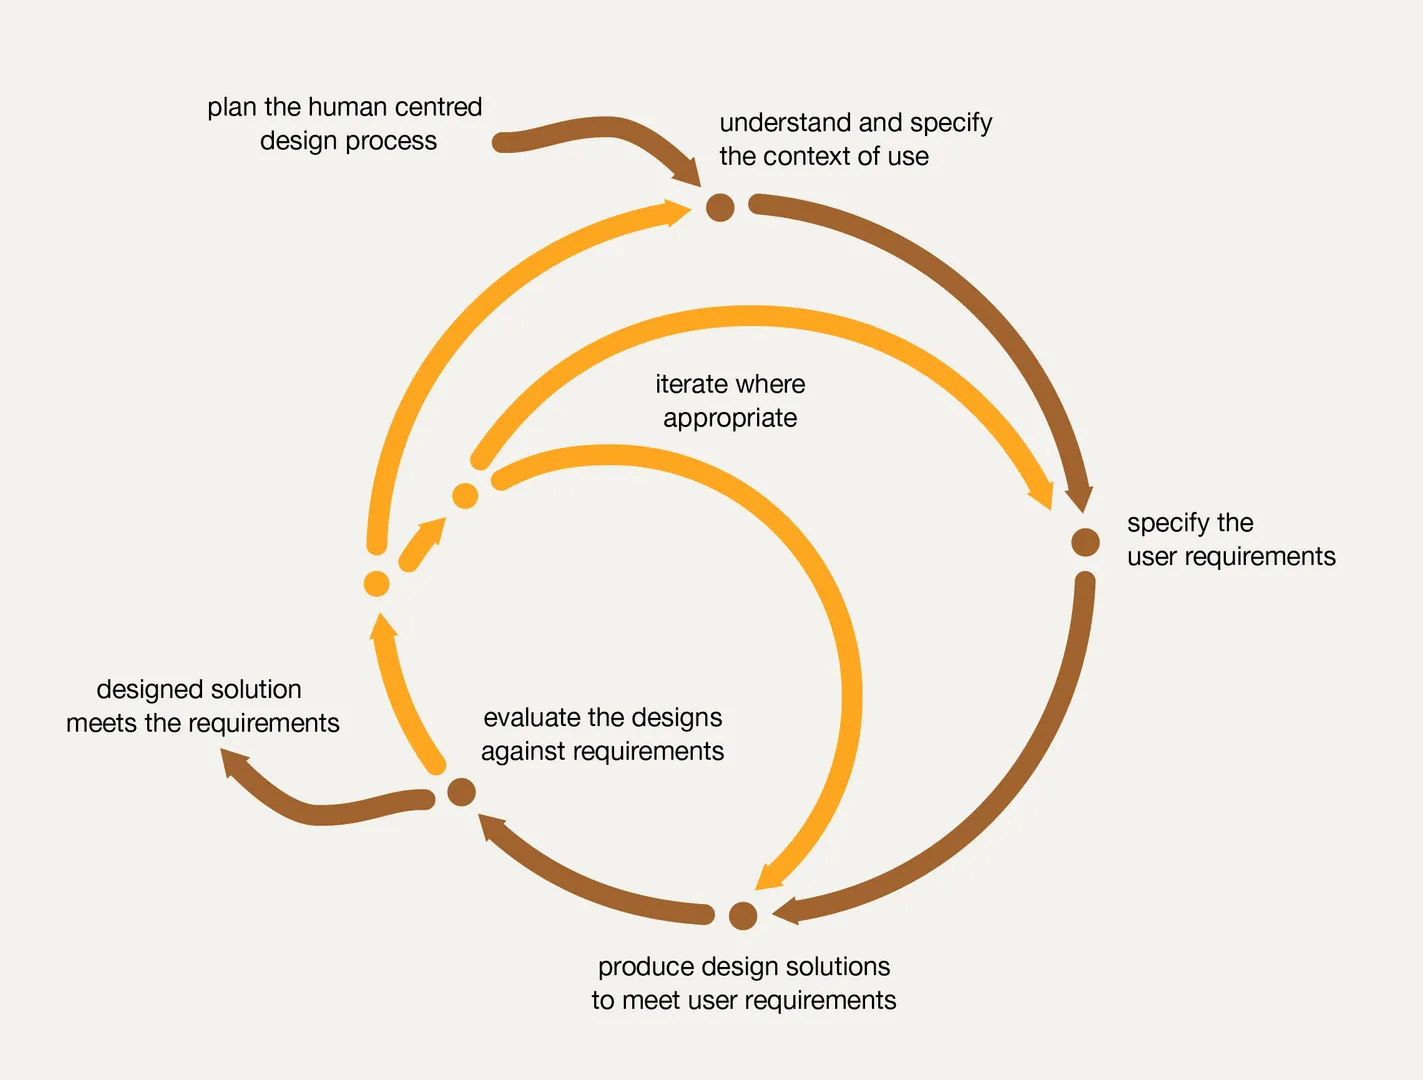 plan the human centred
design process
understand and specify
the context of use
iterate where
appropriate
specify the
user requirements
designed solution
meets the requirements
evaluate the designs
against requirements
produce design solutions
to meet user requirements